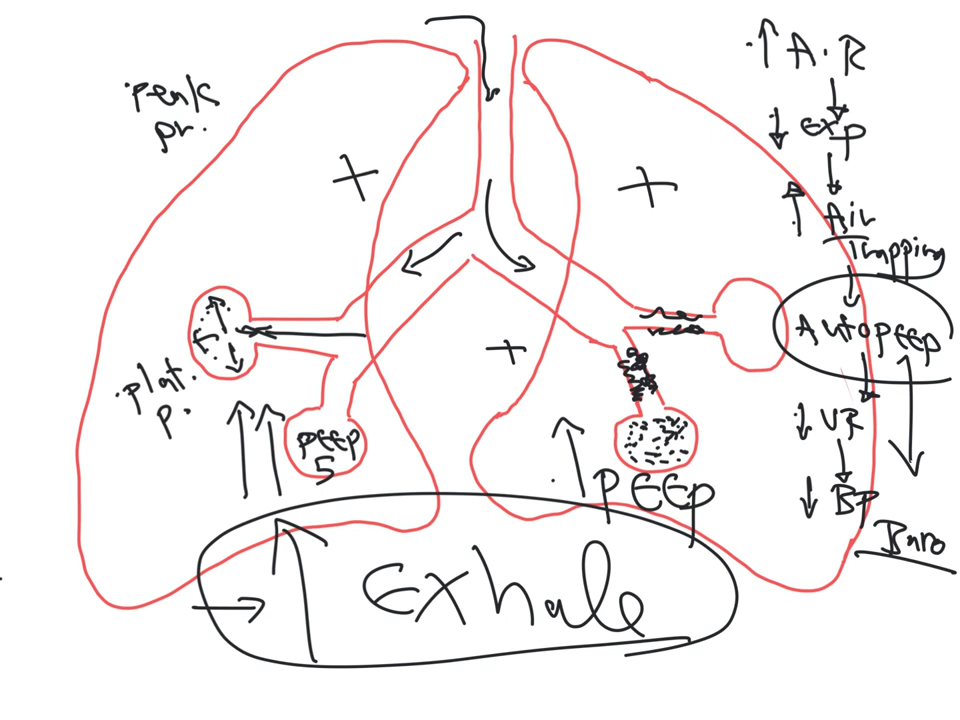 Peak
pr.
plat.
p.
PEEP
5
↑ PEEP
↑ Exhale
↑ A.R
↓ exp
↑ Air
Trapping
AutoPEEP
↓ VR
↓ BP
Baro